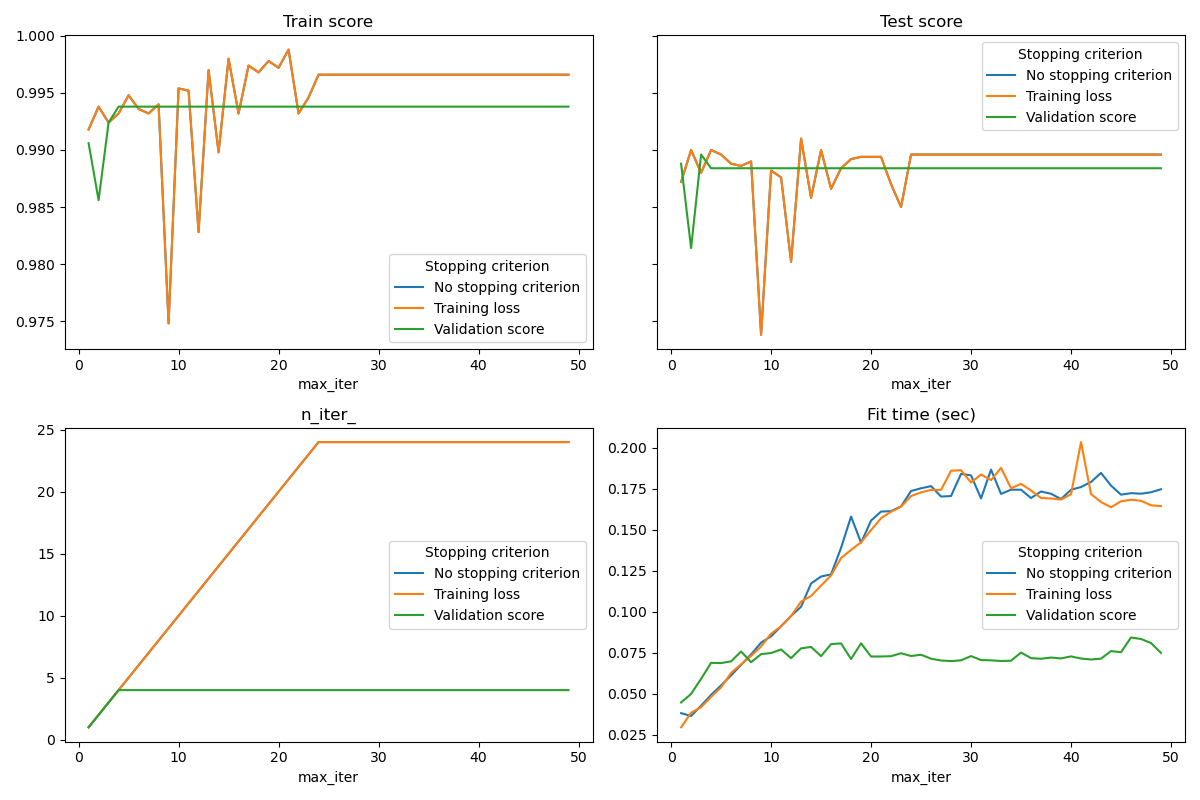 Train score
1.000
0.995
0.990
0.985
0.980
0.975
0 10 20 30 40 50
max_iter
Stopping criterion
No stopping criterion
Training loss
Validation score
Test score
Stopping criterion
No stopping criterion
Training loss
Validation score
0 10 20 30 40 50
max_iter
n_iter_
25
20
15
10
5
0
Stopping criterion
No stopping criterion
Training loss
Validation score
0 10 20 30 40 50
max_iter
Fit time (sec)
0.200
0.175
0.150
0.125
0.100
0.075
0.050
0.025
Stopping criterion
No stopping criterion
Training loss
Validation score
0 10 20 30 40 50
max_iter